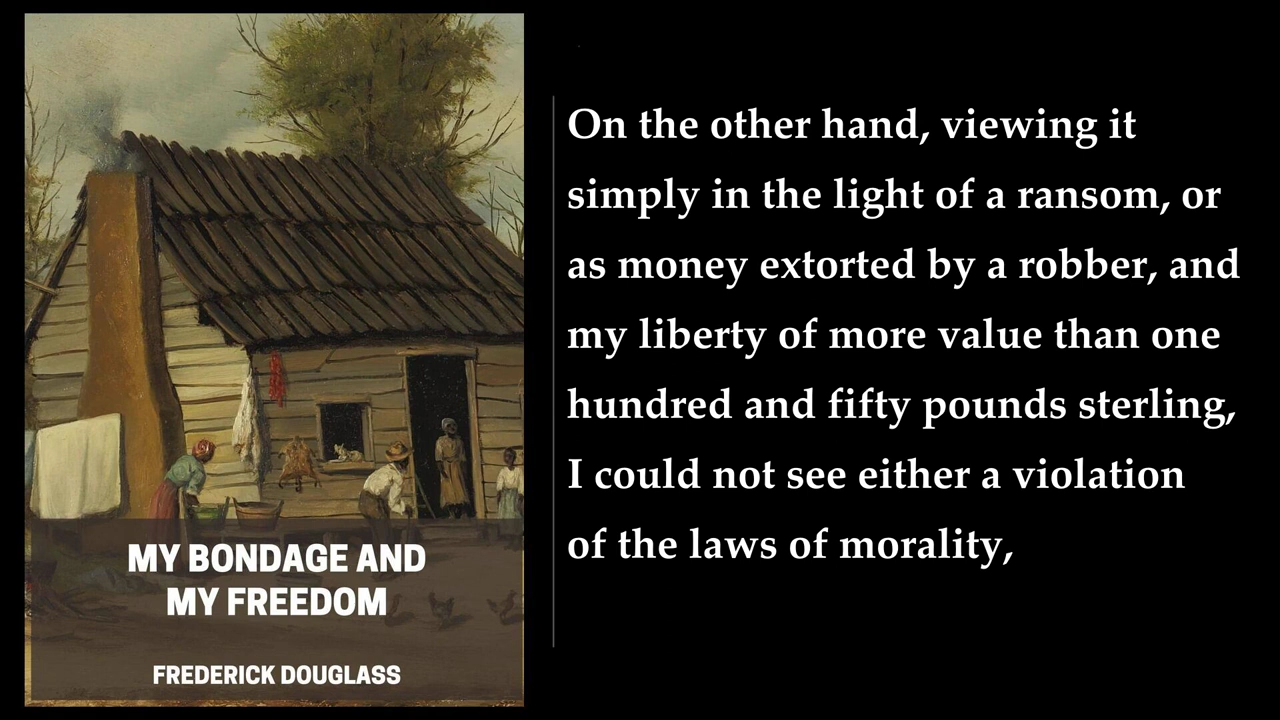 MY BONDAGE AND
MY FREEDOM
FREDERICK DOUGLASS
On the other hand, viewing it
simply in the light of a ransom, or
as money extorted by a robber, and
my liberty of more value than one
hundred and fifty pounds sterling,
I could not see either a violation
of the laws of morality,